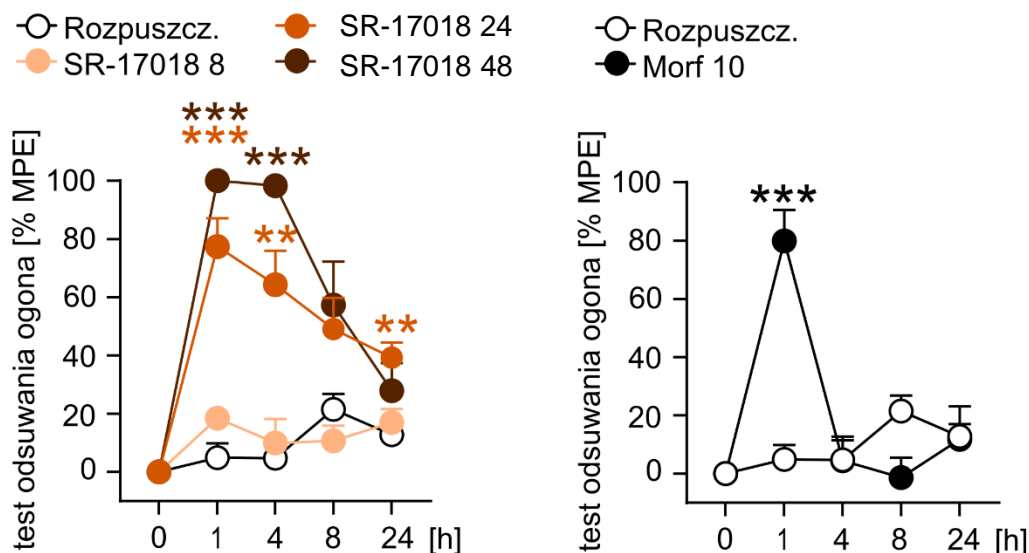 Rozpuszcz.
SR-17018 24
SR-17018 8
SR-17018 48
Rozpuszcz.
Morf 10
test odsuwania ogona [% MPE]
100
80
60
40
20
0
***
***
***
**
**
0 1 4 8 24 [h]
test odsuwania ogona [% MPE]
100
80
60
40
20
0
***
0 1 4 8 24 [h]